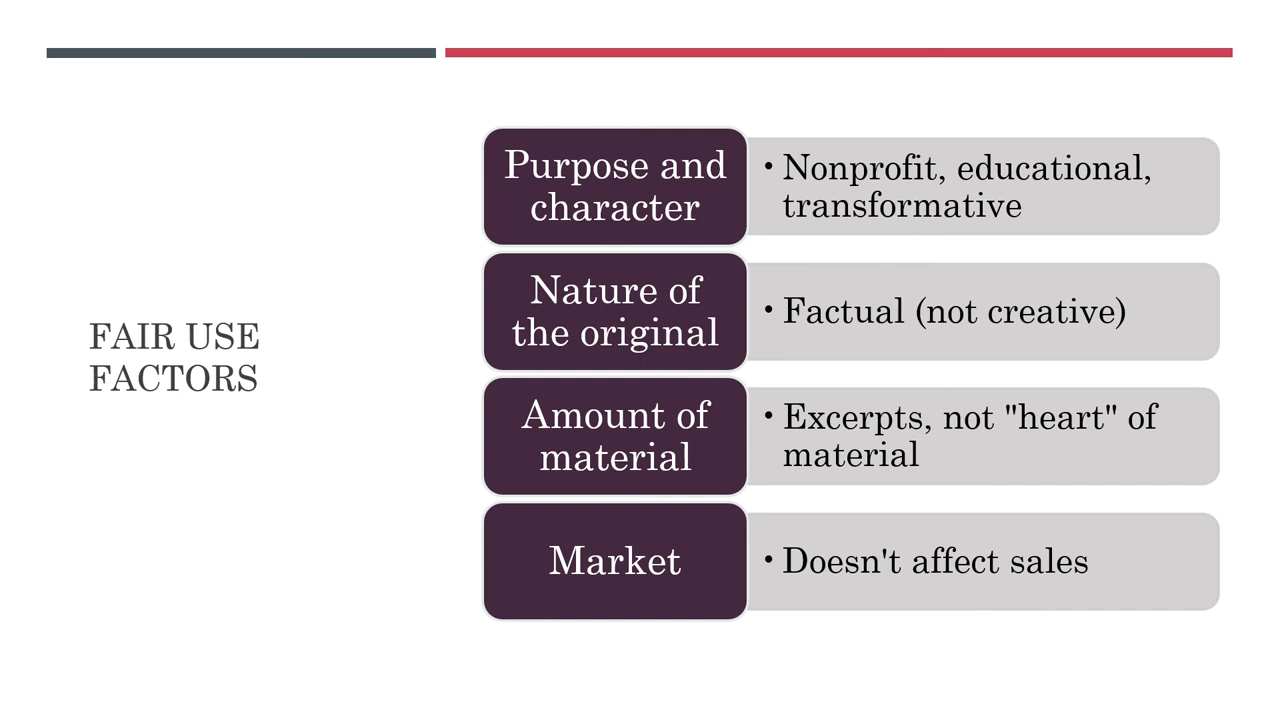 FAIR USE
FACTORS
Purpose and
character
• Nonprofit, educational,
transformative
Nature of
the original
• Factual (not creative)
Amount of
material
• Excerpts, not "heart" of
material
Market
• Doesn't affect sales